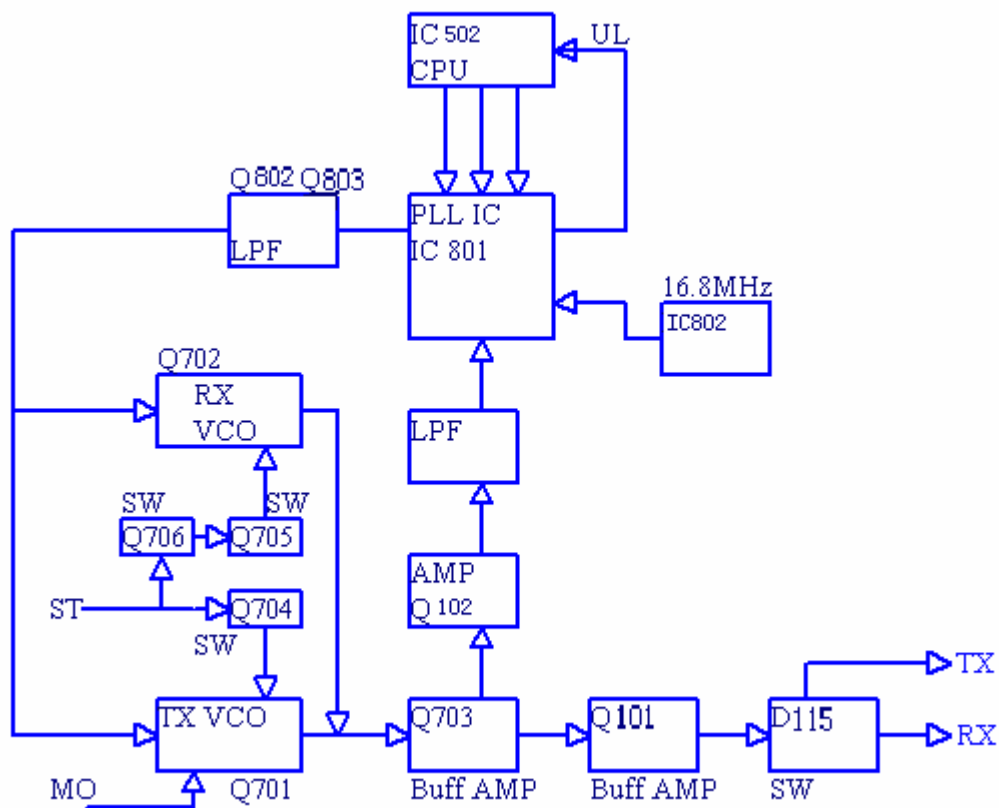 IC 502
CPU
UL
Q802 Q803
LPF
PLL IC
IC 801
16.8MHz
IC802
Q702
RX
VCO
LPF
SW
SW
Q706
Q705
AMP
Q 102
ST
Q704
SW
TX
TX VCO
Q703
Q 101
D115
RX
MO
Q701
Buff AMP
Buff AMP
SW